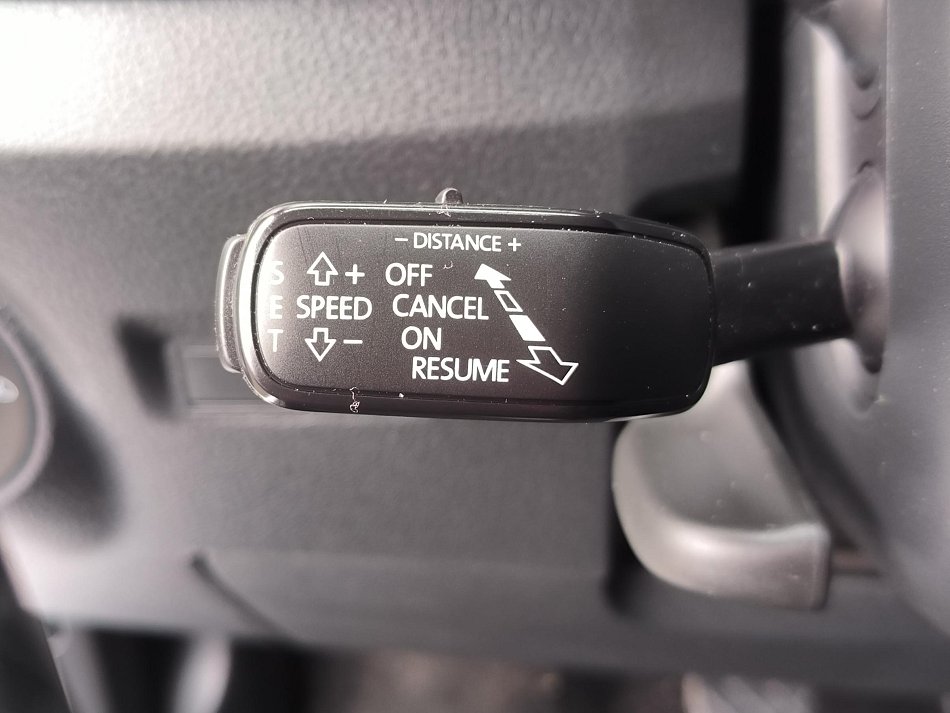 − DISTANCE +
S + OFF
E SPEED CANCEL
T − ON
RESUME